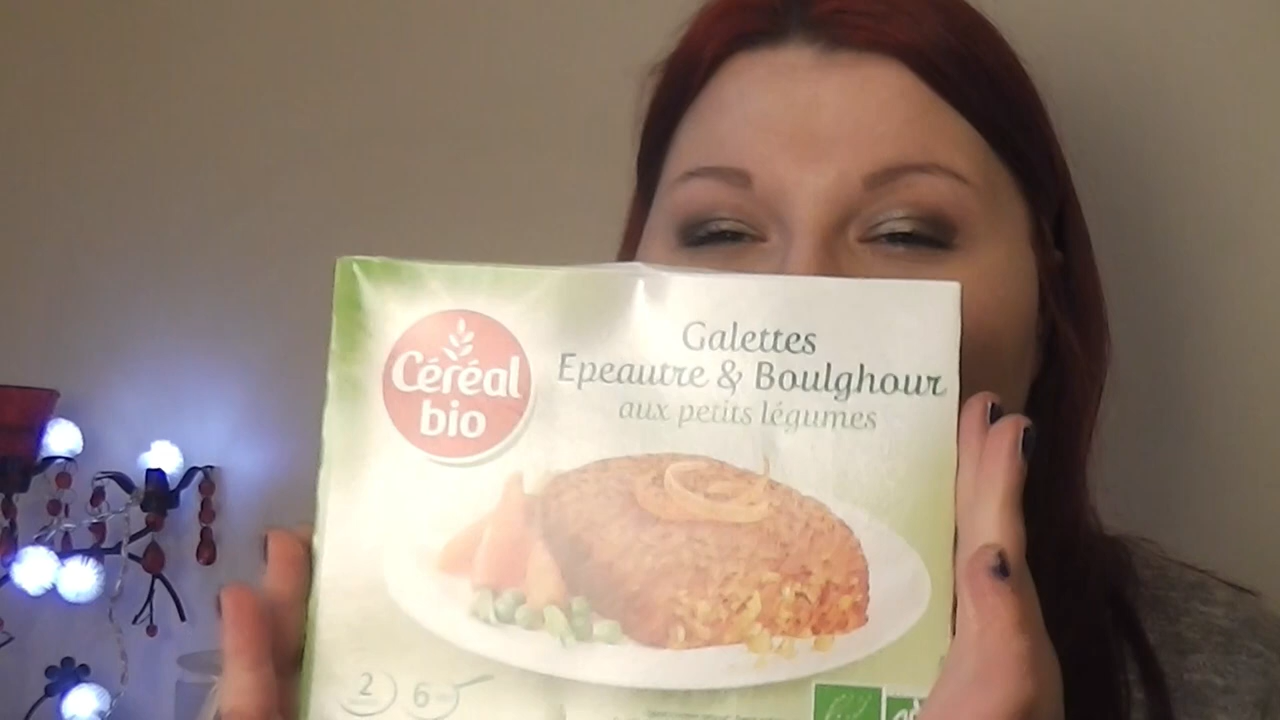 Céréal
bio
Galettes
Epeautre & Boulghour
aux petits légumes
2
6